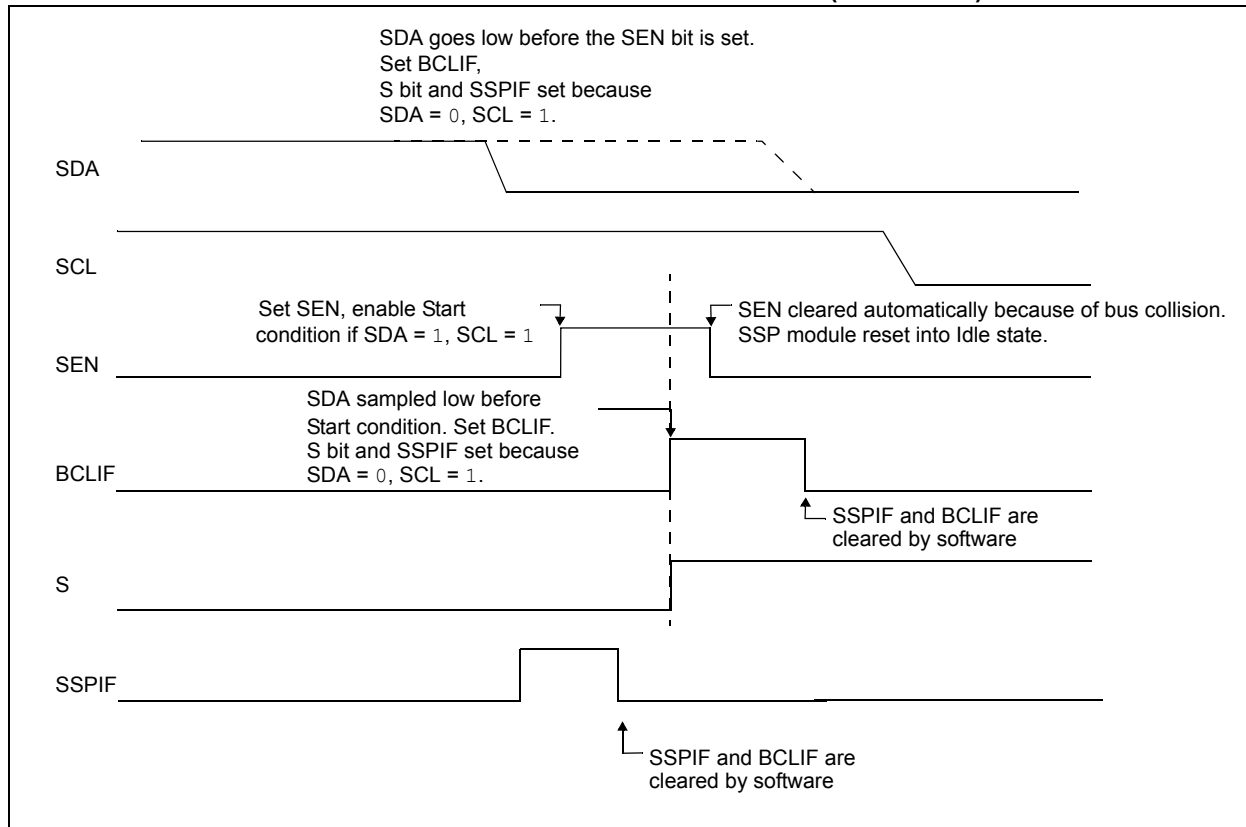 SDA goes low before the SEN bit is set.
Set BCLIF,
S bit and SSPIF set because
SDA = 0, SCL = 1.
SDA
SCL
Set SEN, enable Start
condition if SDA = 1, SCL = 1
SEN cleared automatically because of bus collision.
SSP module reset into Idle state.
SEN
SDA sampled low before
Start condition. Set BCLIF.
S bit and SSPIF set because
SDA = 0, SCL = 1.
BCLIF
SSPIF and BCLIF are
cleared by software
S
SSPIF
SSPIF and BCLIF are
cleared by software